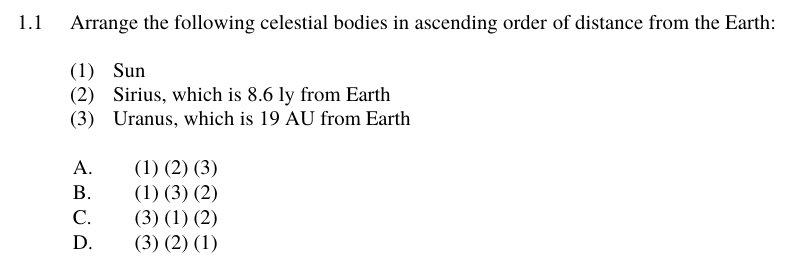 1.1 Arrange the following celestial bodies in ascending order of distance from the Earth:
(1) Sun
(2) Sirius, which is 8.6 ly from Earth
(3) Uranus, which is 19 AU from Earth
A. (1) (2) (3)
B. (1) (3) (2)
C. (3) (1) (2)
D. (3) (2) (1)